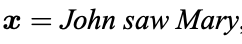 x = John saw Mary,